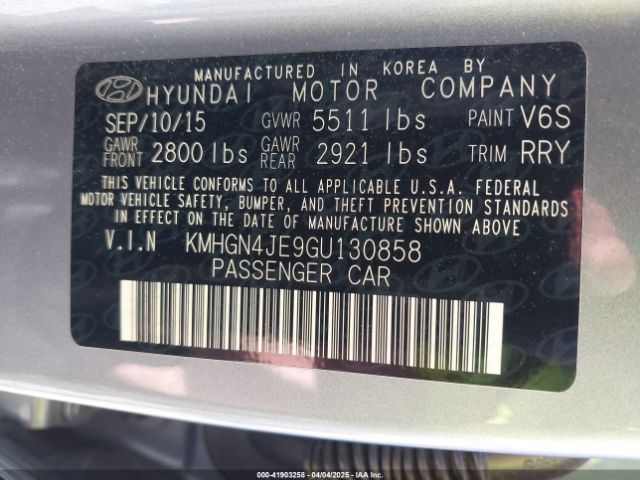 MANUFACTURED IN KOREA BY
HYUNDAI MOTOR COMPANY
SEP/10/15 GVWR 5511 lbs PAINT V6S
GAWR FRONT 2800 lbs GAWR REAR 2921 lbs TRIM RRY
THIS VEHICLE CONFORMS TO ALL APPLICABLE U.S.A. FEDERAL
MOTOR VEHICLE SAFETY, BUMPER, AND THEFT PREVENTION STANDARDS
IN EFFECT ON THE DATE OF MANUFACTURE SHOWN ABOVE
V.I.N KMHGN4JE9GU130858
PASSENGER CAR
000-41903258 04/04/2025 IAA Inc.